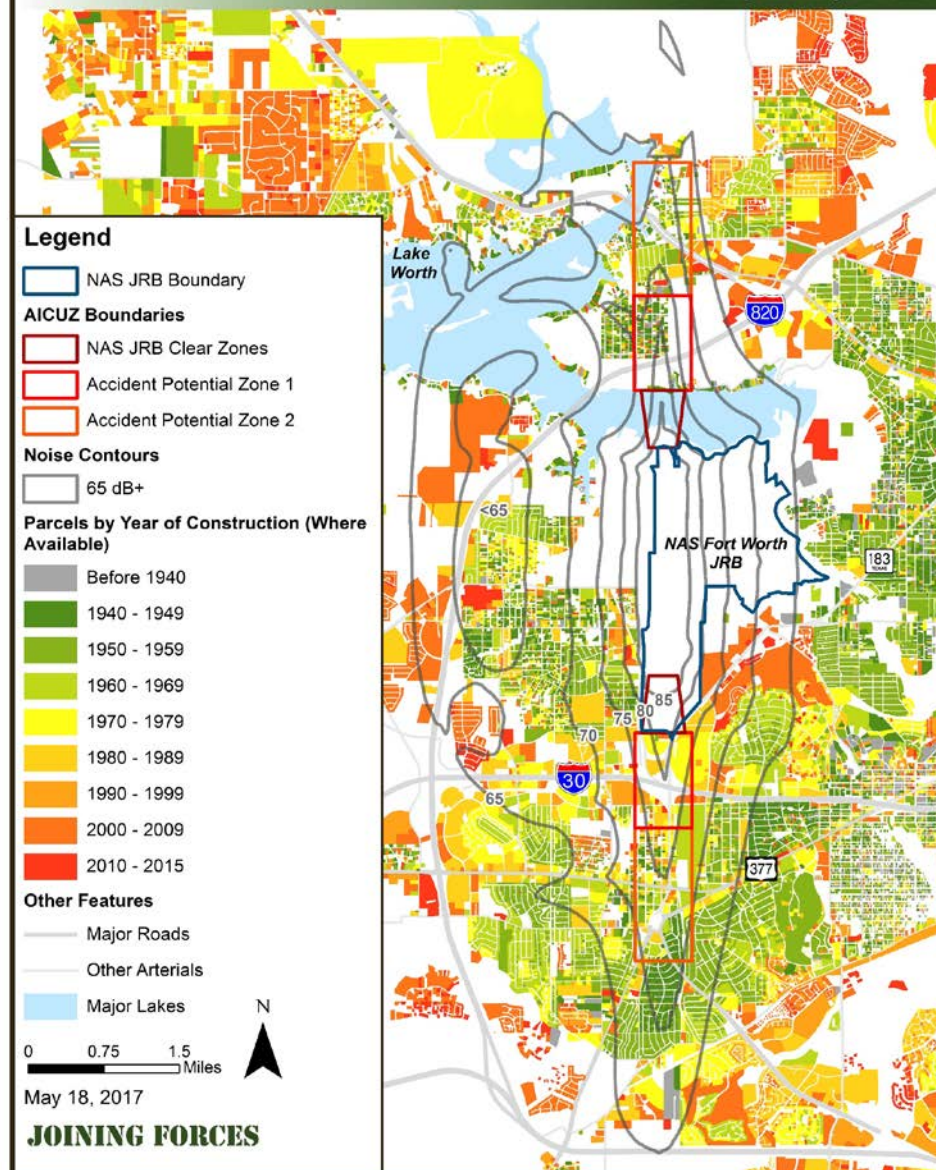 Legend
NAS JRB Boundary
AICUZ Boundaries
NAS JRB Clear Zones
Accident Potential Zone 1
Accident Potential Zone 2
Noise Contours
65 dB+
Parcels by Year of Construction (Where
Available)
Before 1940
1940 - 1949
1950 - 1959
1960 - 1969
1970 - 1979
1980 - 1989
1990 - 1999
2000 - 2009
2010 - 2015
Other Features
Major Roads
Other Arterials
Major Lakes
N
0 0.75 1.5
Miles
May 18, 2017
JOINING FORCES
Lake
Worth
820
<65
NAS Fort Worth
JRB
183
TEXAS
85
80
75
70
30
65
377